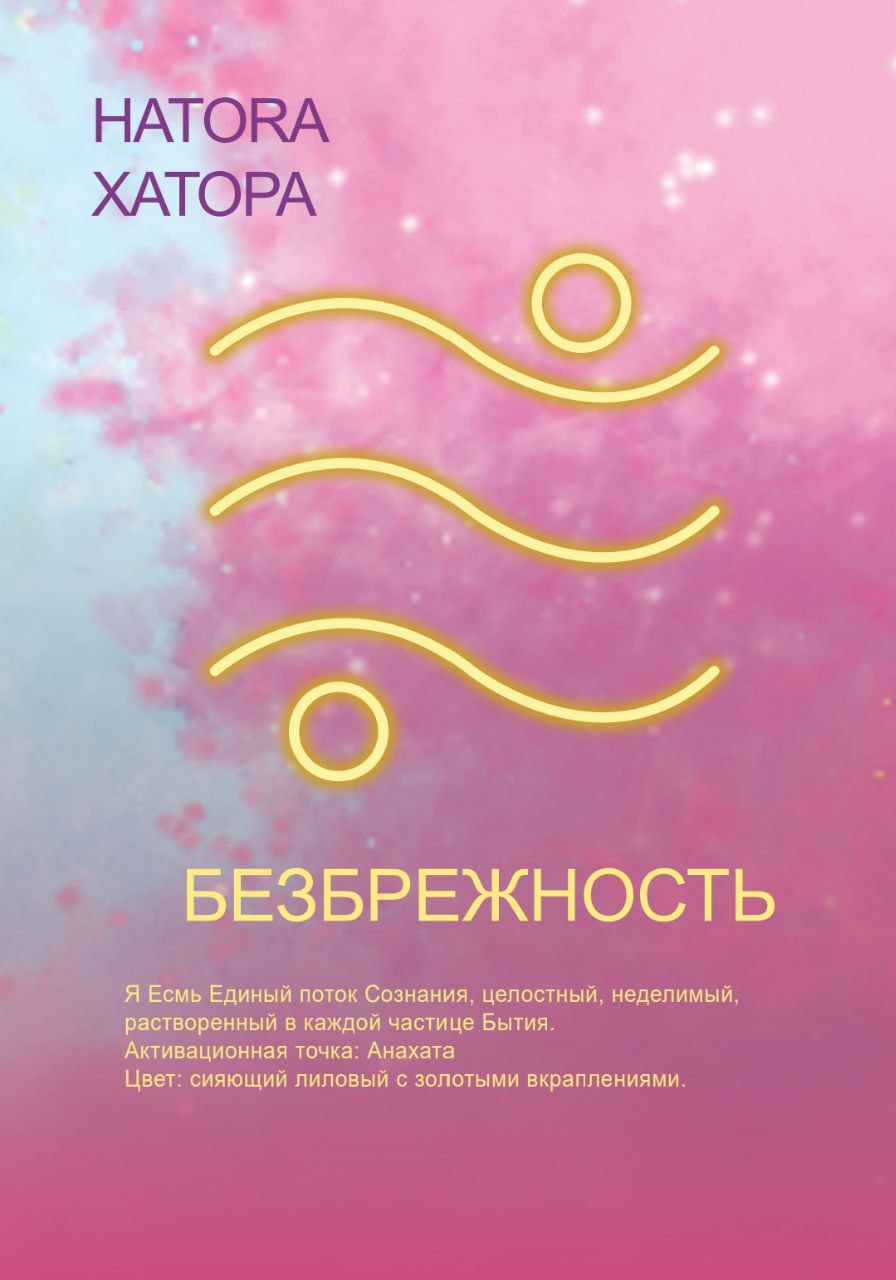 HATORA
ХАТОРА
БЕЗБРЕЖНОСТЬ
Я Есмь Единый поток Сознания, целостный, неделимый,
растворенный в каждой частице Бытия.
Активационная точка: Анахата
Цвет: сияющий лиловый с золотыми вкраплениями.